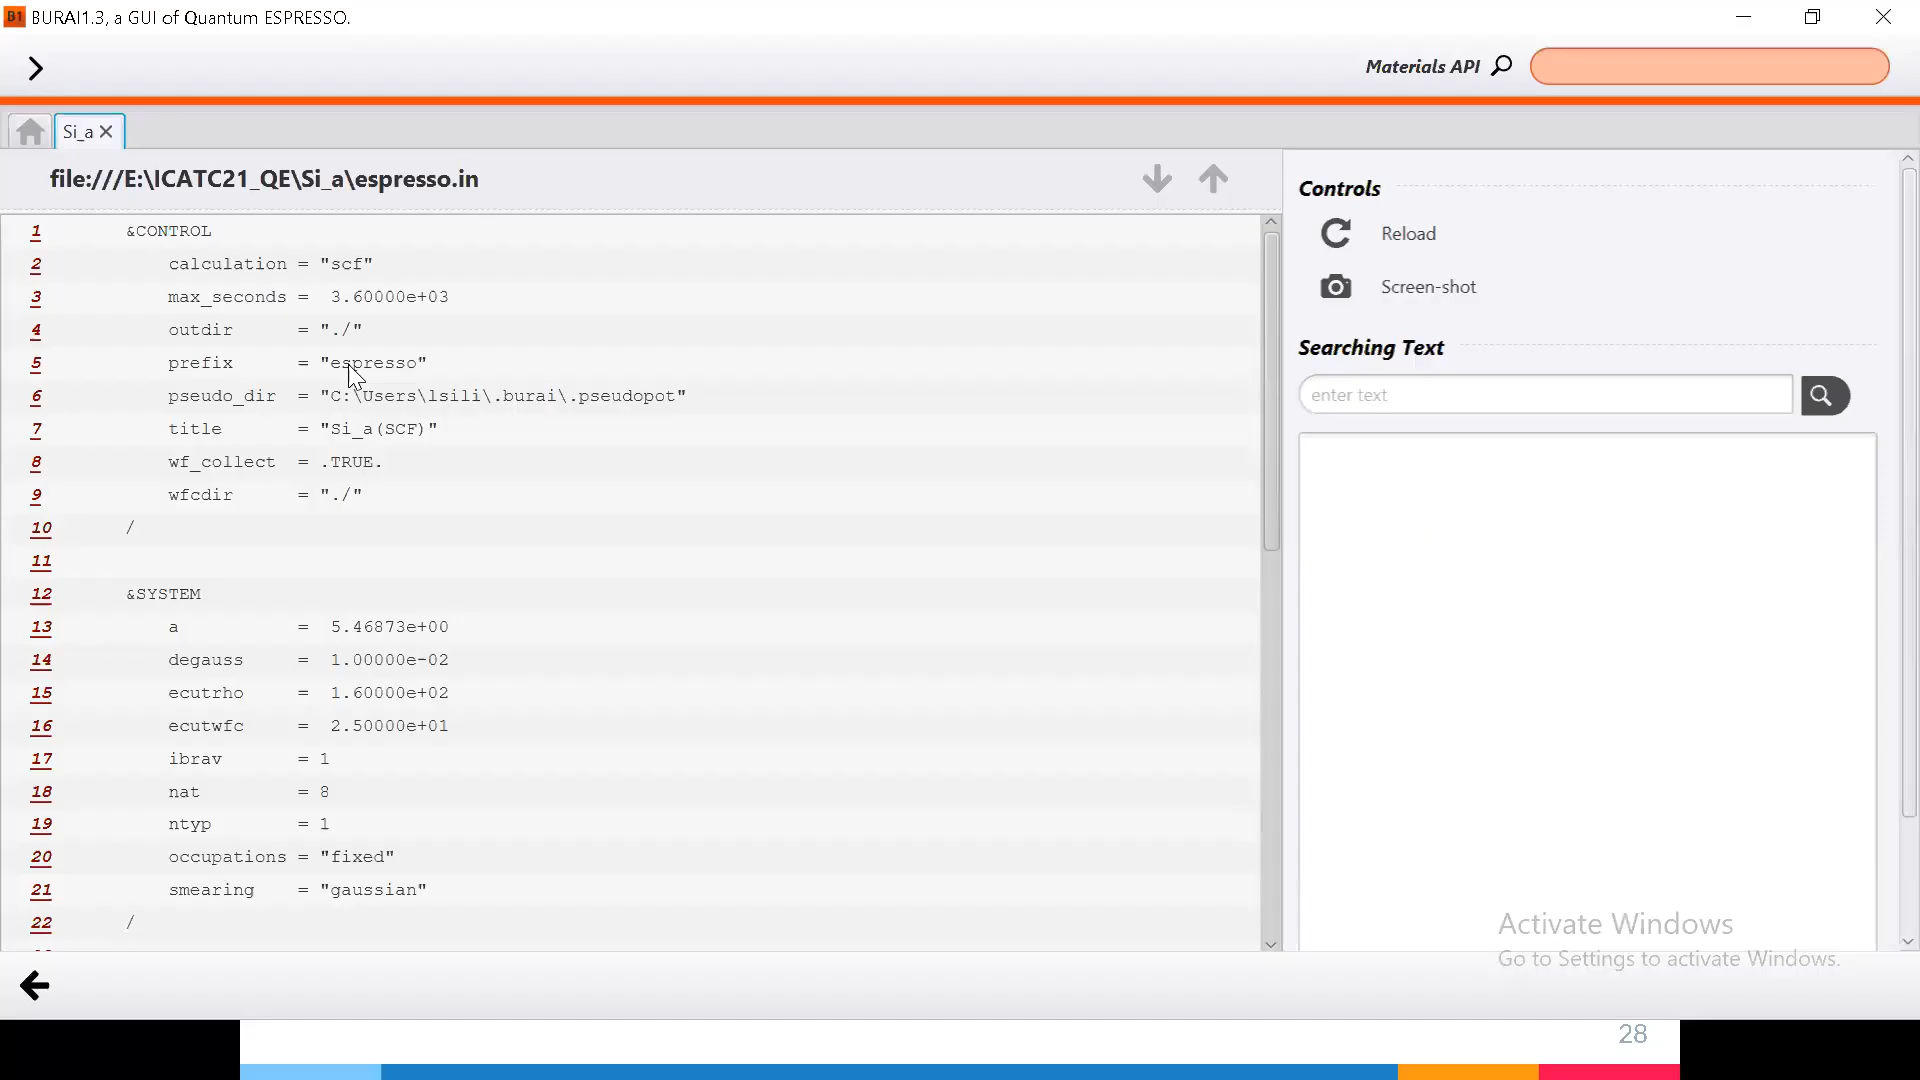 BURAI1.3, a GUI of Quantum ESPRESSO.
Materials API
Si_a
file:///E:\ICATC21_QE\Si_a\espresso.in
1 &CONTROL
2 calculation = "scf"
3 max_seconds = 3.60000e+03
4 outdir = "./"
5 prefix = "espresso"
6 pseudo_dir = "C:\Users\lsili\.burai\.pseudopot"
7 title = "Si_a(SCF)"
8 wf_collect = .TRUE.
9 wfcdir = "./"
10 /
11
12 &SYSTEM
13 a = 5.46873e+00
14 degauss = 1.00000e-02
15 ecutrho = 1.60000e+02
16 ecutwfc = 2.50000e+01
17 ibrav = 1
18 nat = 8
19 ntyp = 1
20 occupations = "fixed"
21 smearing = "gaussian"
22 /
Controls
Reload
Screen-shot
Searching Text
enter text
Activate Windows
Go to Settings to activate Windows.
28